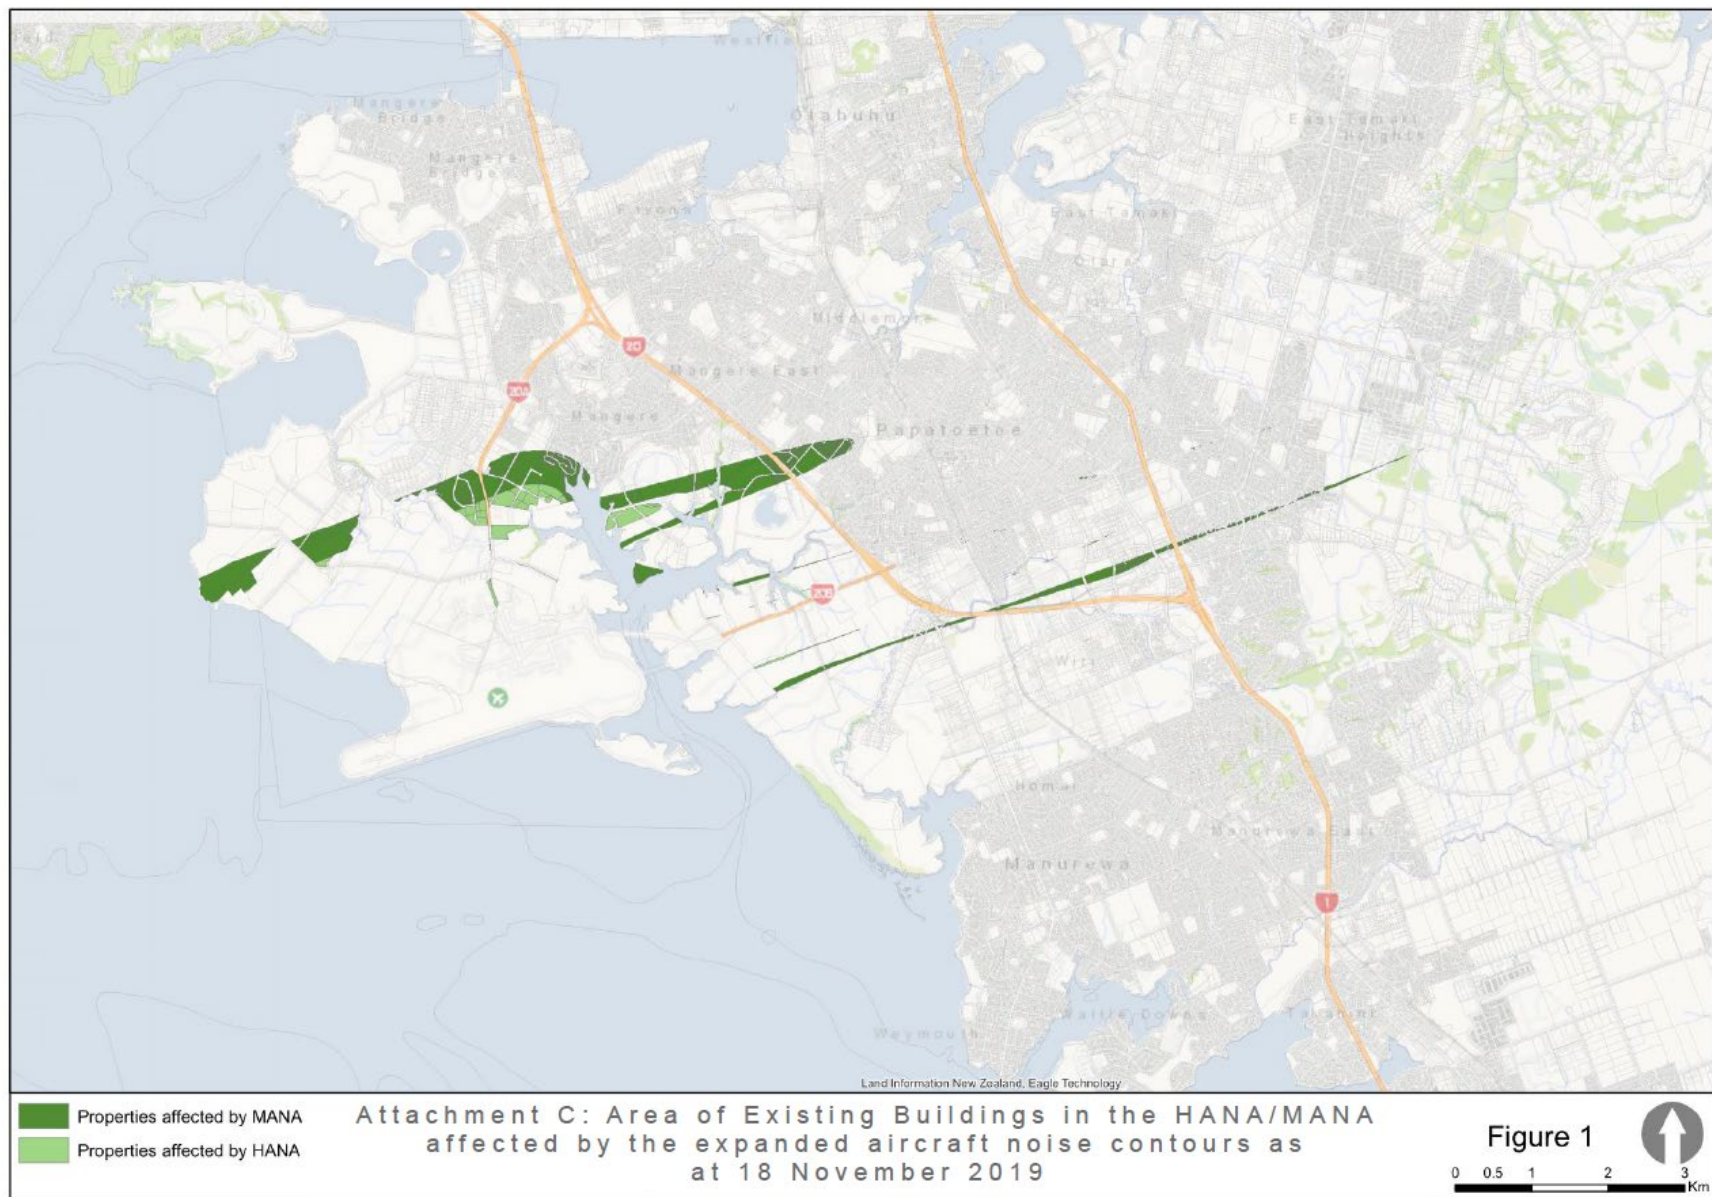 Westfield
Mangere
Bridge
Otahuhu
East Tamaki
Heights
Mangere
Bridge
Favona
East Tamaki
Otara
Middlemore
20
Mangere East
20A
Mangere
Papatoetoe
20B
Wiri
Homai
Manurewa East
Manurewa
1
Wattle Downs
Takanini
Weymouth
Land Information New Zealand, Eagle Technology
Properties affected by MANA
Properties affected by HANA
Attachment C: Area of Existing Buildings in the HANA/MANA
affected by the expanded aircraft noise contours as
at 18 November 2019
Figure 1
0 0.5 1 2 3
Km